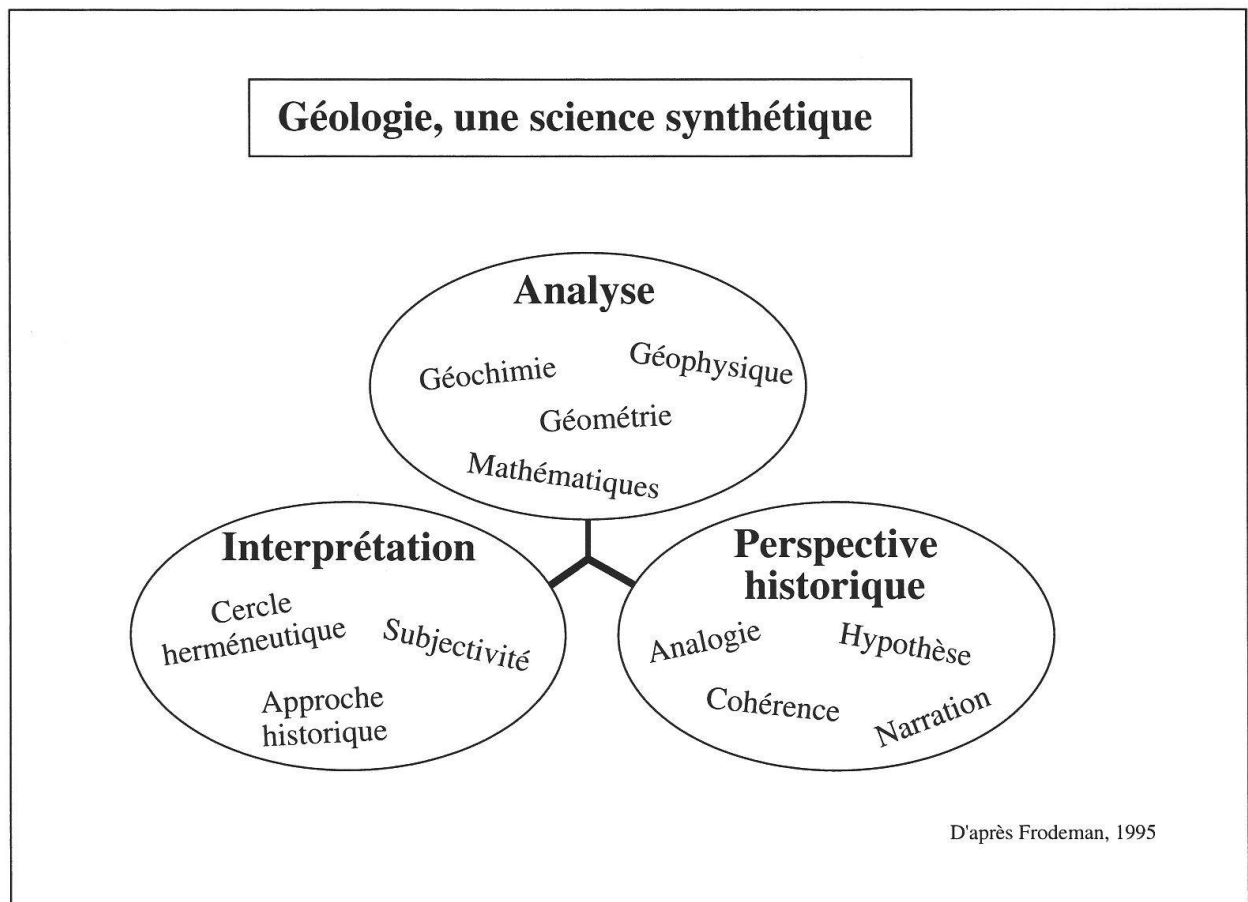 Géologie, une science synthétique
Analyse
Géochimie
Géophysique
Géométrie
Mathématiques
Interprétation
Cercle
herméneutique
Subjectivité
Approche
historique
Perspective
historique
Analogie
Hypothèse
Cohérence
Narration
D'après Frodeman, 1995